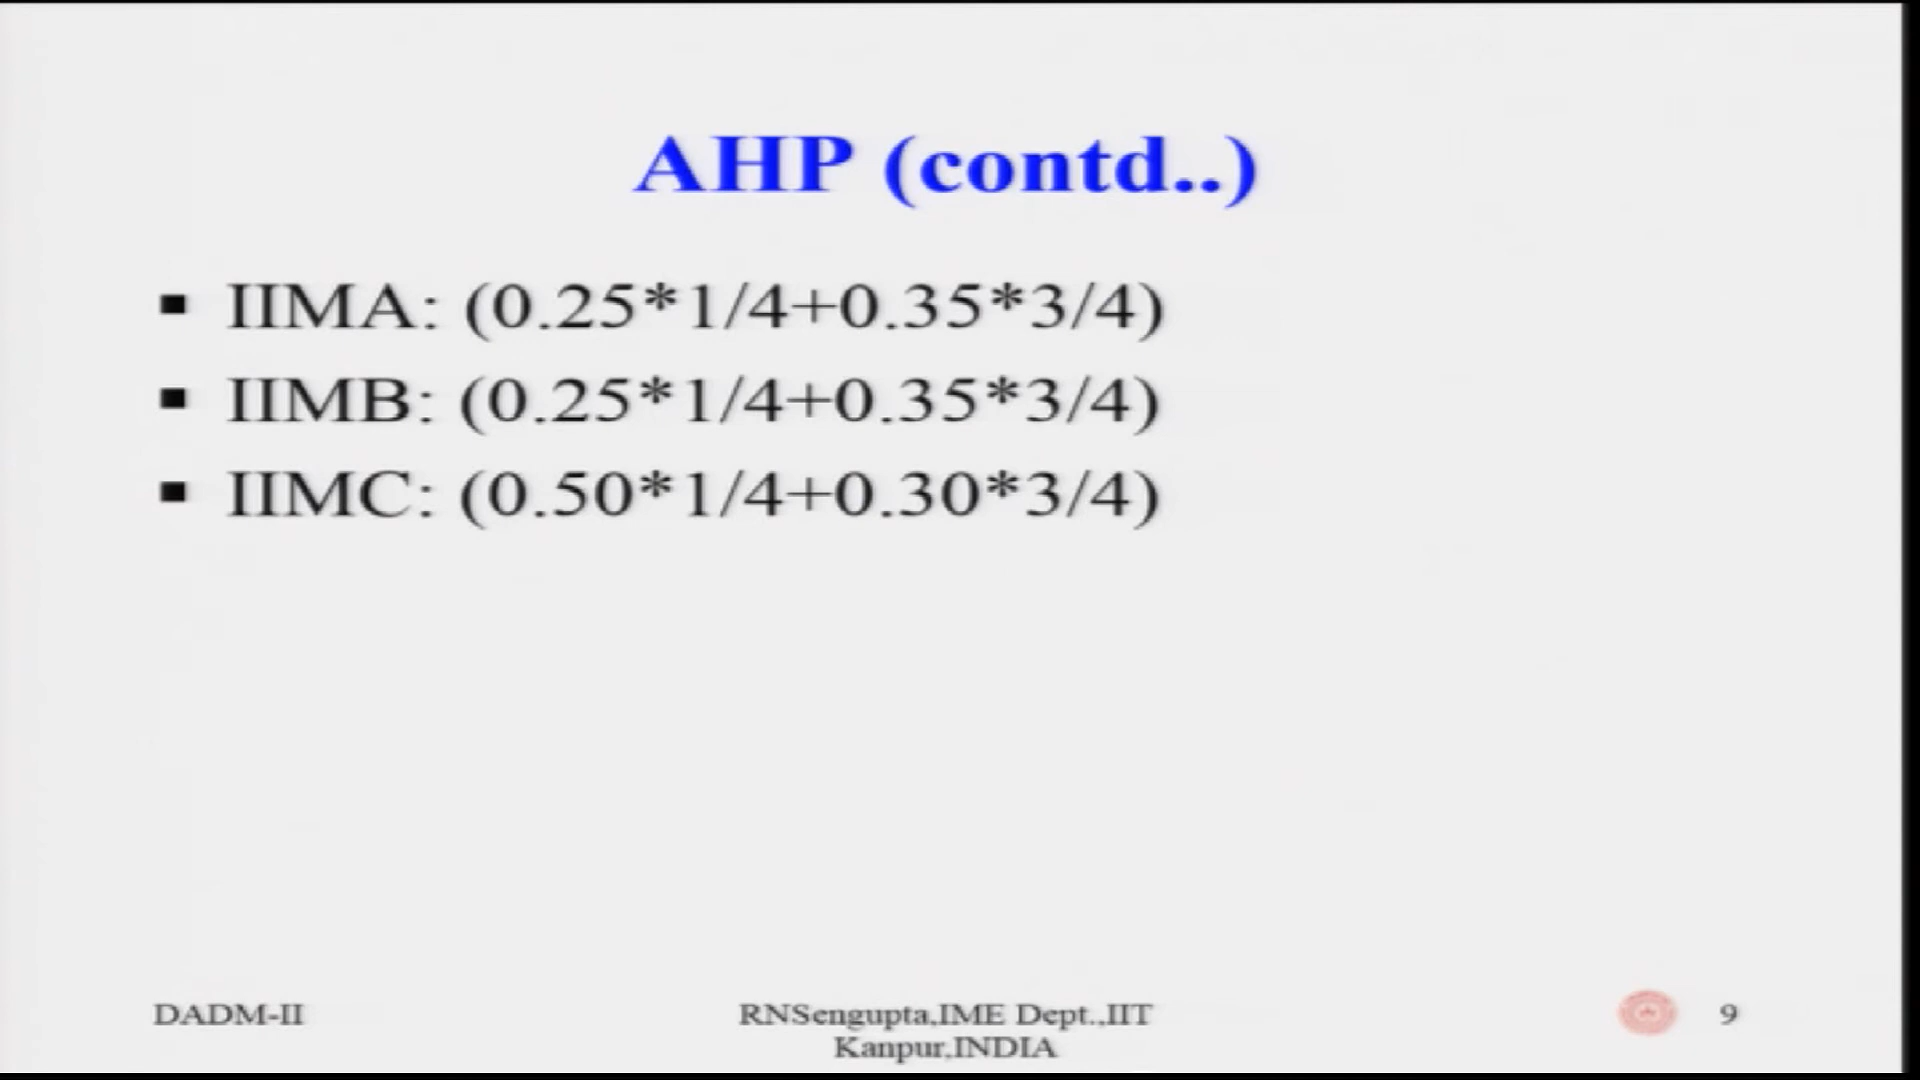 AHP (contd..)
▪ IIMA: (0.25*1/4+0.35*3/4)
▪ IIMB: (0.25*1/4+0.35*3/4)
▪ IIMC: (0.50*1/4+0.30*3/4)
DADM-II
RNSengupta,IME Dept.,IIT
Kanpur,INDIA
9